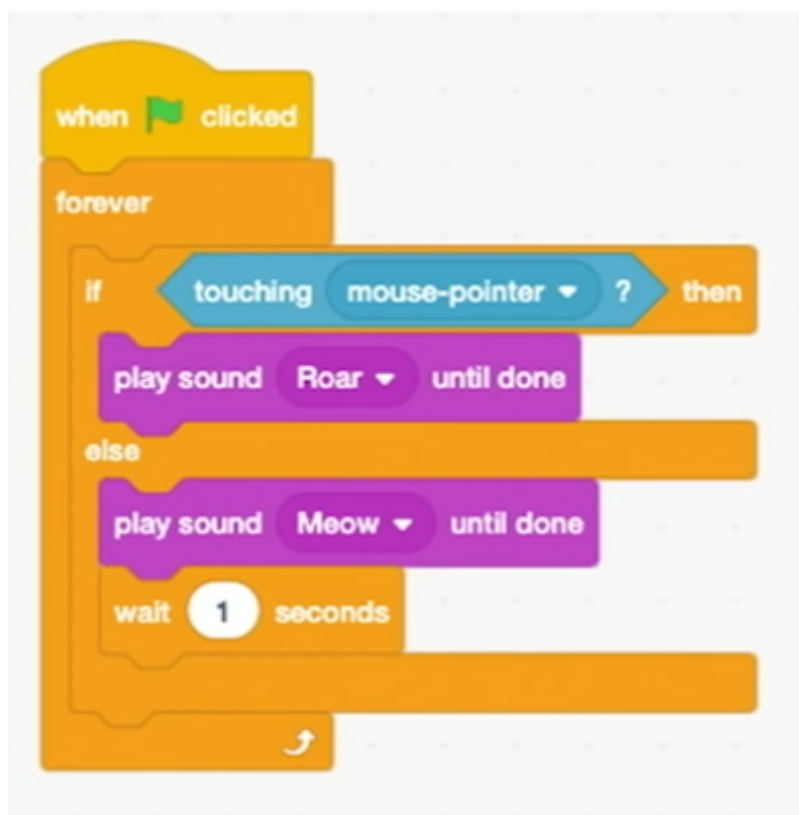 when clicked
forever
if touching mouse-pointer ? then
play sound Roar until done
else
play sound Meow until done
wait 1 seconds